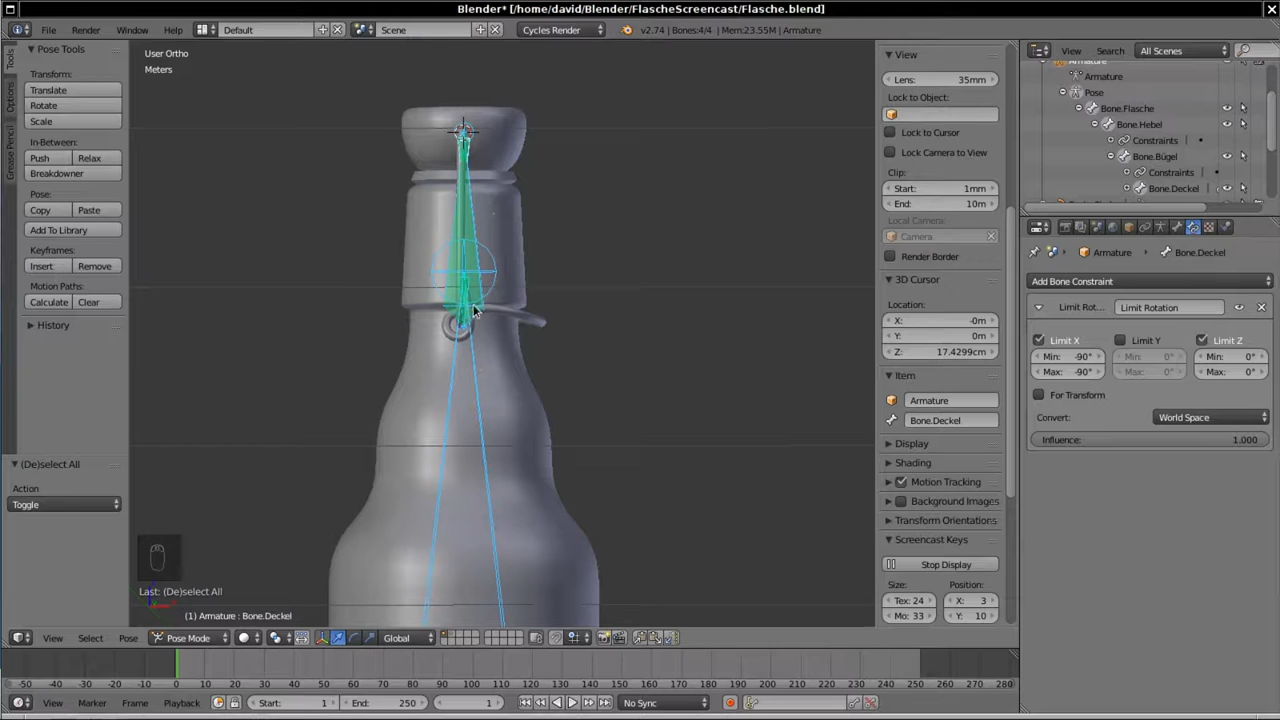 Blender* [/home/david/Blender/FlascheScreencast/Flasche.blend]
File Render Window Help Default Scene Cycles Render v2.74 | Bones:4/4 | Mem:23.55M | Armature
View Search All Scenes
Tools
Options
Grease Pencil
Pose Tools
Transform:
Translate
Rotate
Scale
In-Between:
Push Relax
Breakdowner
Pose:
Copy Paste
Add To Library
Keyframes:
Insert Remove
Motion Paths:
Calculate Clear
History
(De)select All
Action
Toggle
User Ortho
Meters
Last: (De)select All
(1) Armature : Bone.Deckel
View
Lens: 35mm
Lock to Object:
Lock to Cursor
Lock Camera to View
Clip:
Start: 1mm
End: 10m
Local Camera:
Camera
Render Border
3D Cursor
Location:
X: -0m
Y: 0m
Z: 17.4299cm
Item
Armature
Bone.Deckel
Display
Shading
Motion Tracking
Background Images
Transform Orientations
Screencast Keys
Stop Display
Size: Position:
Tex: 24 X: 3
Mo: 33 Y: 10
Armature
Armature
Pose
Bone.Flasche
Bone.Hebel
Constraints
Bone.Bügel
Constraints
Bone.Deckel
Armature Bone.Deckel
Add Bone Constraint
Limit Rot... Limit Rotation
Limit X Limit Y Limit Z
Min: -90° Min: 0° Min: 0°
Max: -90° Max: 0° Max: 0°
For Transform
Convert: World Space
Influence: 1.000
View Select Pose Pose Mode Global
-50 -40 -30 -20 -10 0 10 20 30 40 50 60 70 80 90 100 110 120 130 140 150 160 170 180 190 200 210 220 230 240 250 260 270 280
View Marker Frame Playback Start: 1 End: 250 1 No Sync